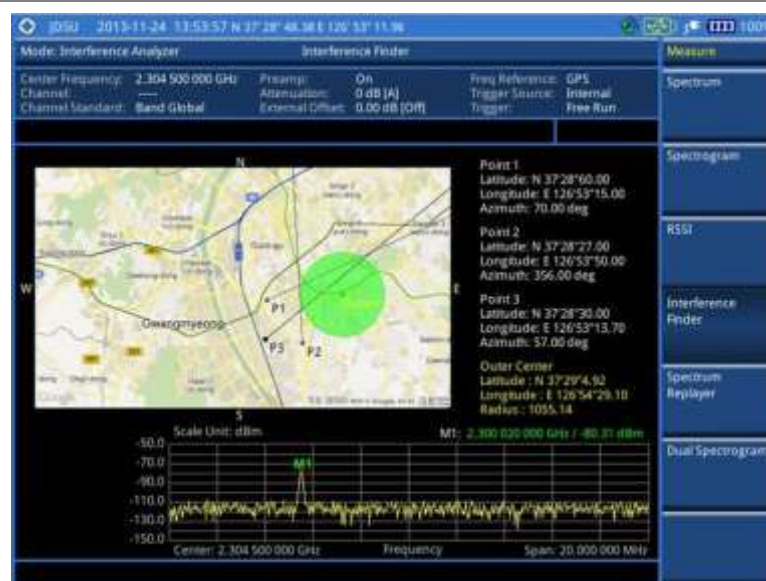 JDSU 2013-11-24 13:53:57 N 37°28" 48.38 E 126°53" 11.96 100%
Mode: Interference Analyzer Interference Finder Measure
Center Frequency: 2.304 500 000 GHz Preamp: On Freq Reference: GPS
Channel: ---- Attenuation: 0 dB [A] Trigger Source: Internal
Channel Standard: Band Global External Offset: 0.00 dB [Off] Trigger: Free Run
Spectrum
Spectrogram
RSSI
Interference Finder
Spectrum Replayer
Dual Spectrogram
N
W
E
S
Gwangmyeong
P1
P2
P3
Point 1
Latitude: N 37'28"60.00
Longitude: E 126'53"15.00
Azimuth: 70.00 deg
Point 2
Latitude: N 37'28"27.00
Longitude: E 126'53"50.00
Azimuth: 356.00 deg
Point 3
Latitude: N 37'28"30.00
Longitude: E 126'53"13.70
Azimuth: 57.00 deg
Outer Center
Latitude : N 37'29"4.92
Longitude : E 126'54"29.10
Radius : 1055.14
Scale Unit: dBm M1: 2.300 020 000 GHz / -80.31 dBm
-50.0
-70.0
-90.0
-110.0
-130.0
-150.0
M1
Center: 2.304 500 000 GHz Frequency Span: 20.000 000 MHz